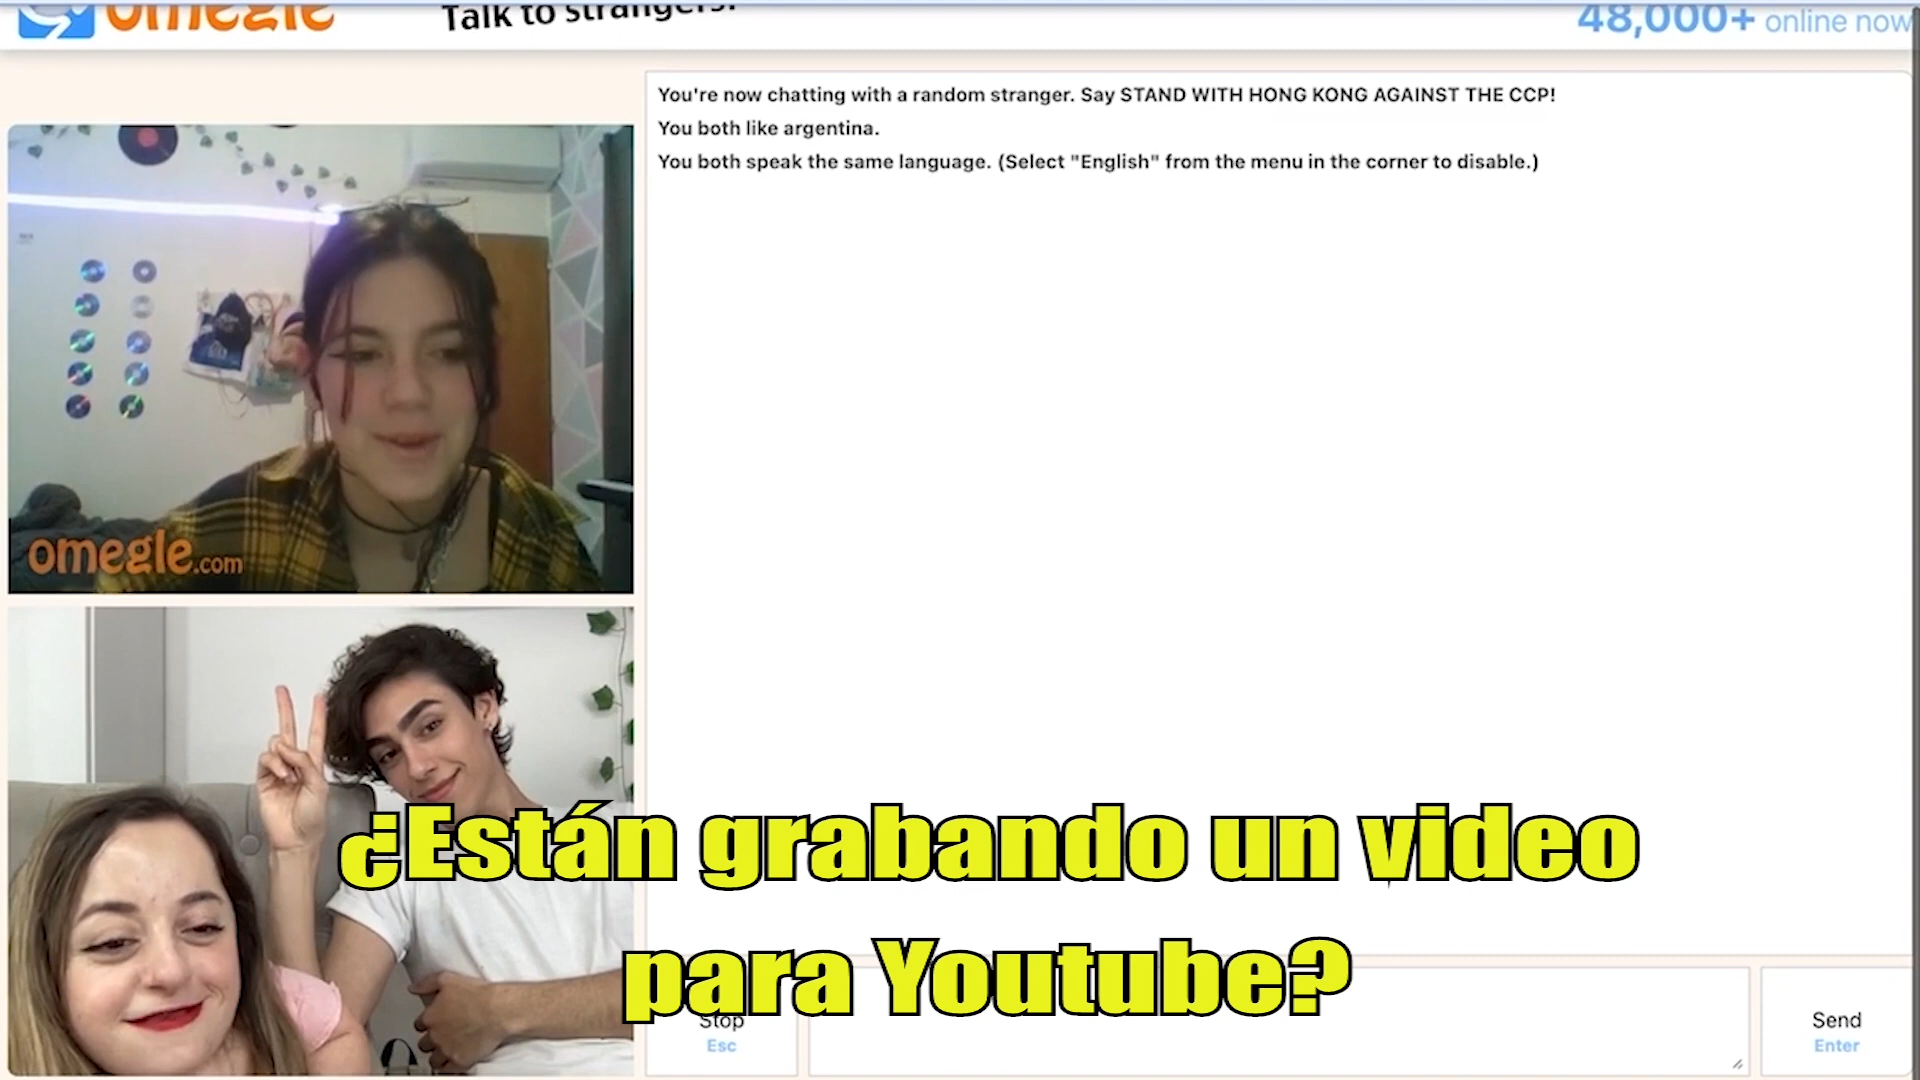 omegle
Talk to strangers!
48,000+ online now
You're now chatting with a random stranger. Say STAND WITH HONG KONG AGAINST THE CCP!
You both like argentina.
You both speak the same language. (Select "English" from the menu in the corner to disable.)
omegle.com
¿Están grabando un video
para Youtube?
Stop
Esc
Send
Enter